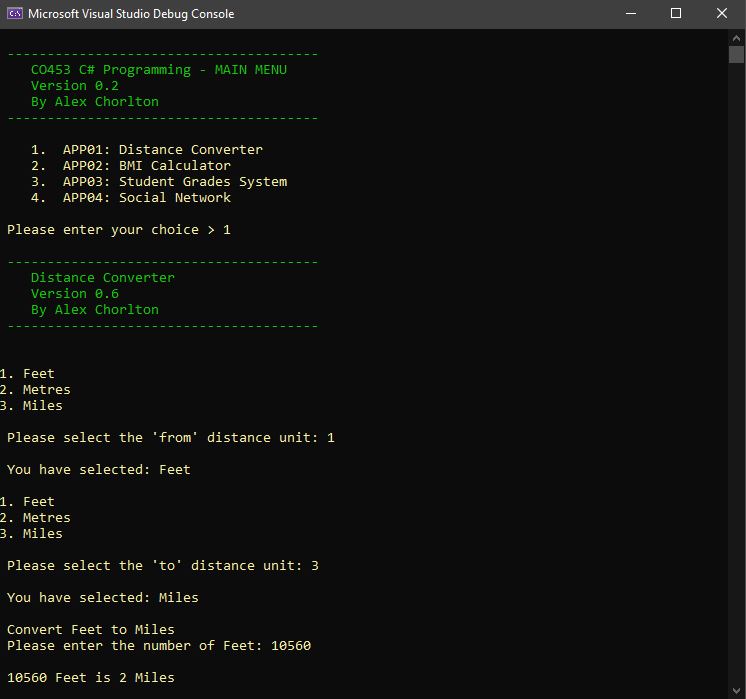 Microsoft Visual Studio Debug Console
---------------------------------------
CO453 C# Programming - MAIN MENU
Version 0.2
By Alex Chorlton
---------------------------------------
1. APP01: Distance Converter
2. APP02: BMI Calculator
3. APP03: Student Grades System
4. APP04: Social Network
Please enter your choice > 1
---------------------------------------
Distance Converter
Version 0.6
By Alex Chorlton
---------------------------------------
1. Feet
2. Metres
3. Miles
Please select the 'from' distance unit: 1
You have selected: Feet
1. Feet
2. Metres
3. Miles
Please select the 'to' distance unit: 3
You have selected: Miles
Convert Feet to Miles
Please enter the number of Feet: 10560
10560 Feet is 2 Miles